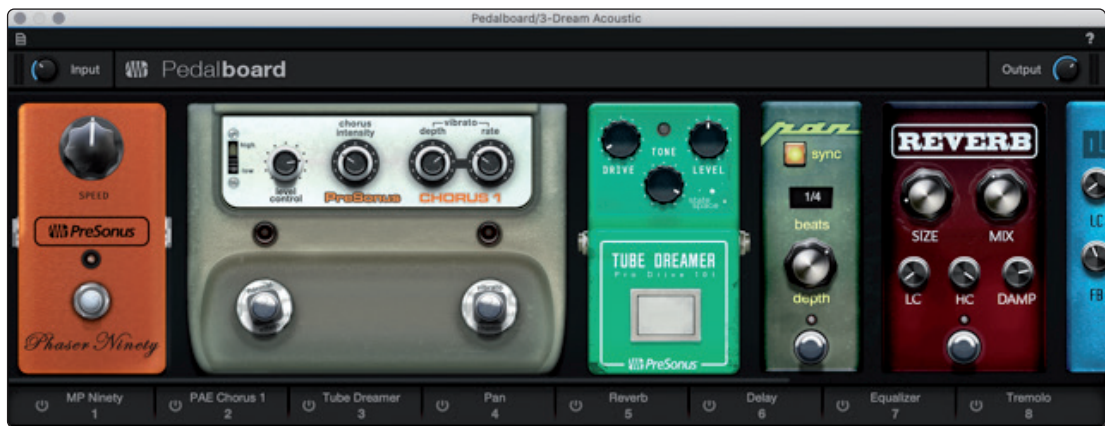 Pedalboard/3-Dream Acoustic
?
Input
Pedalboard
Output
SPEED
PreSonus
Phaser Ninety
high
low
level
control
chorus
intensity
vibrato
depth
rate
PreSonus
CHORUS 1
Vibrato
DRIVE
TONE
LEVEL
state
space
TUBE DREAMER
Pro Drive 101
PreSonus
pan
sync
1/4
beats
depth
REVERB
SIZE
MIX
LC
HC
DAMP
LC
FB
MP Ninety
1
PAE Chorus 1
2
Tube Dreamer
3
Pan
4
Reverb
5
Delay
6
Equalizer
7
Tremolo
8